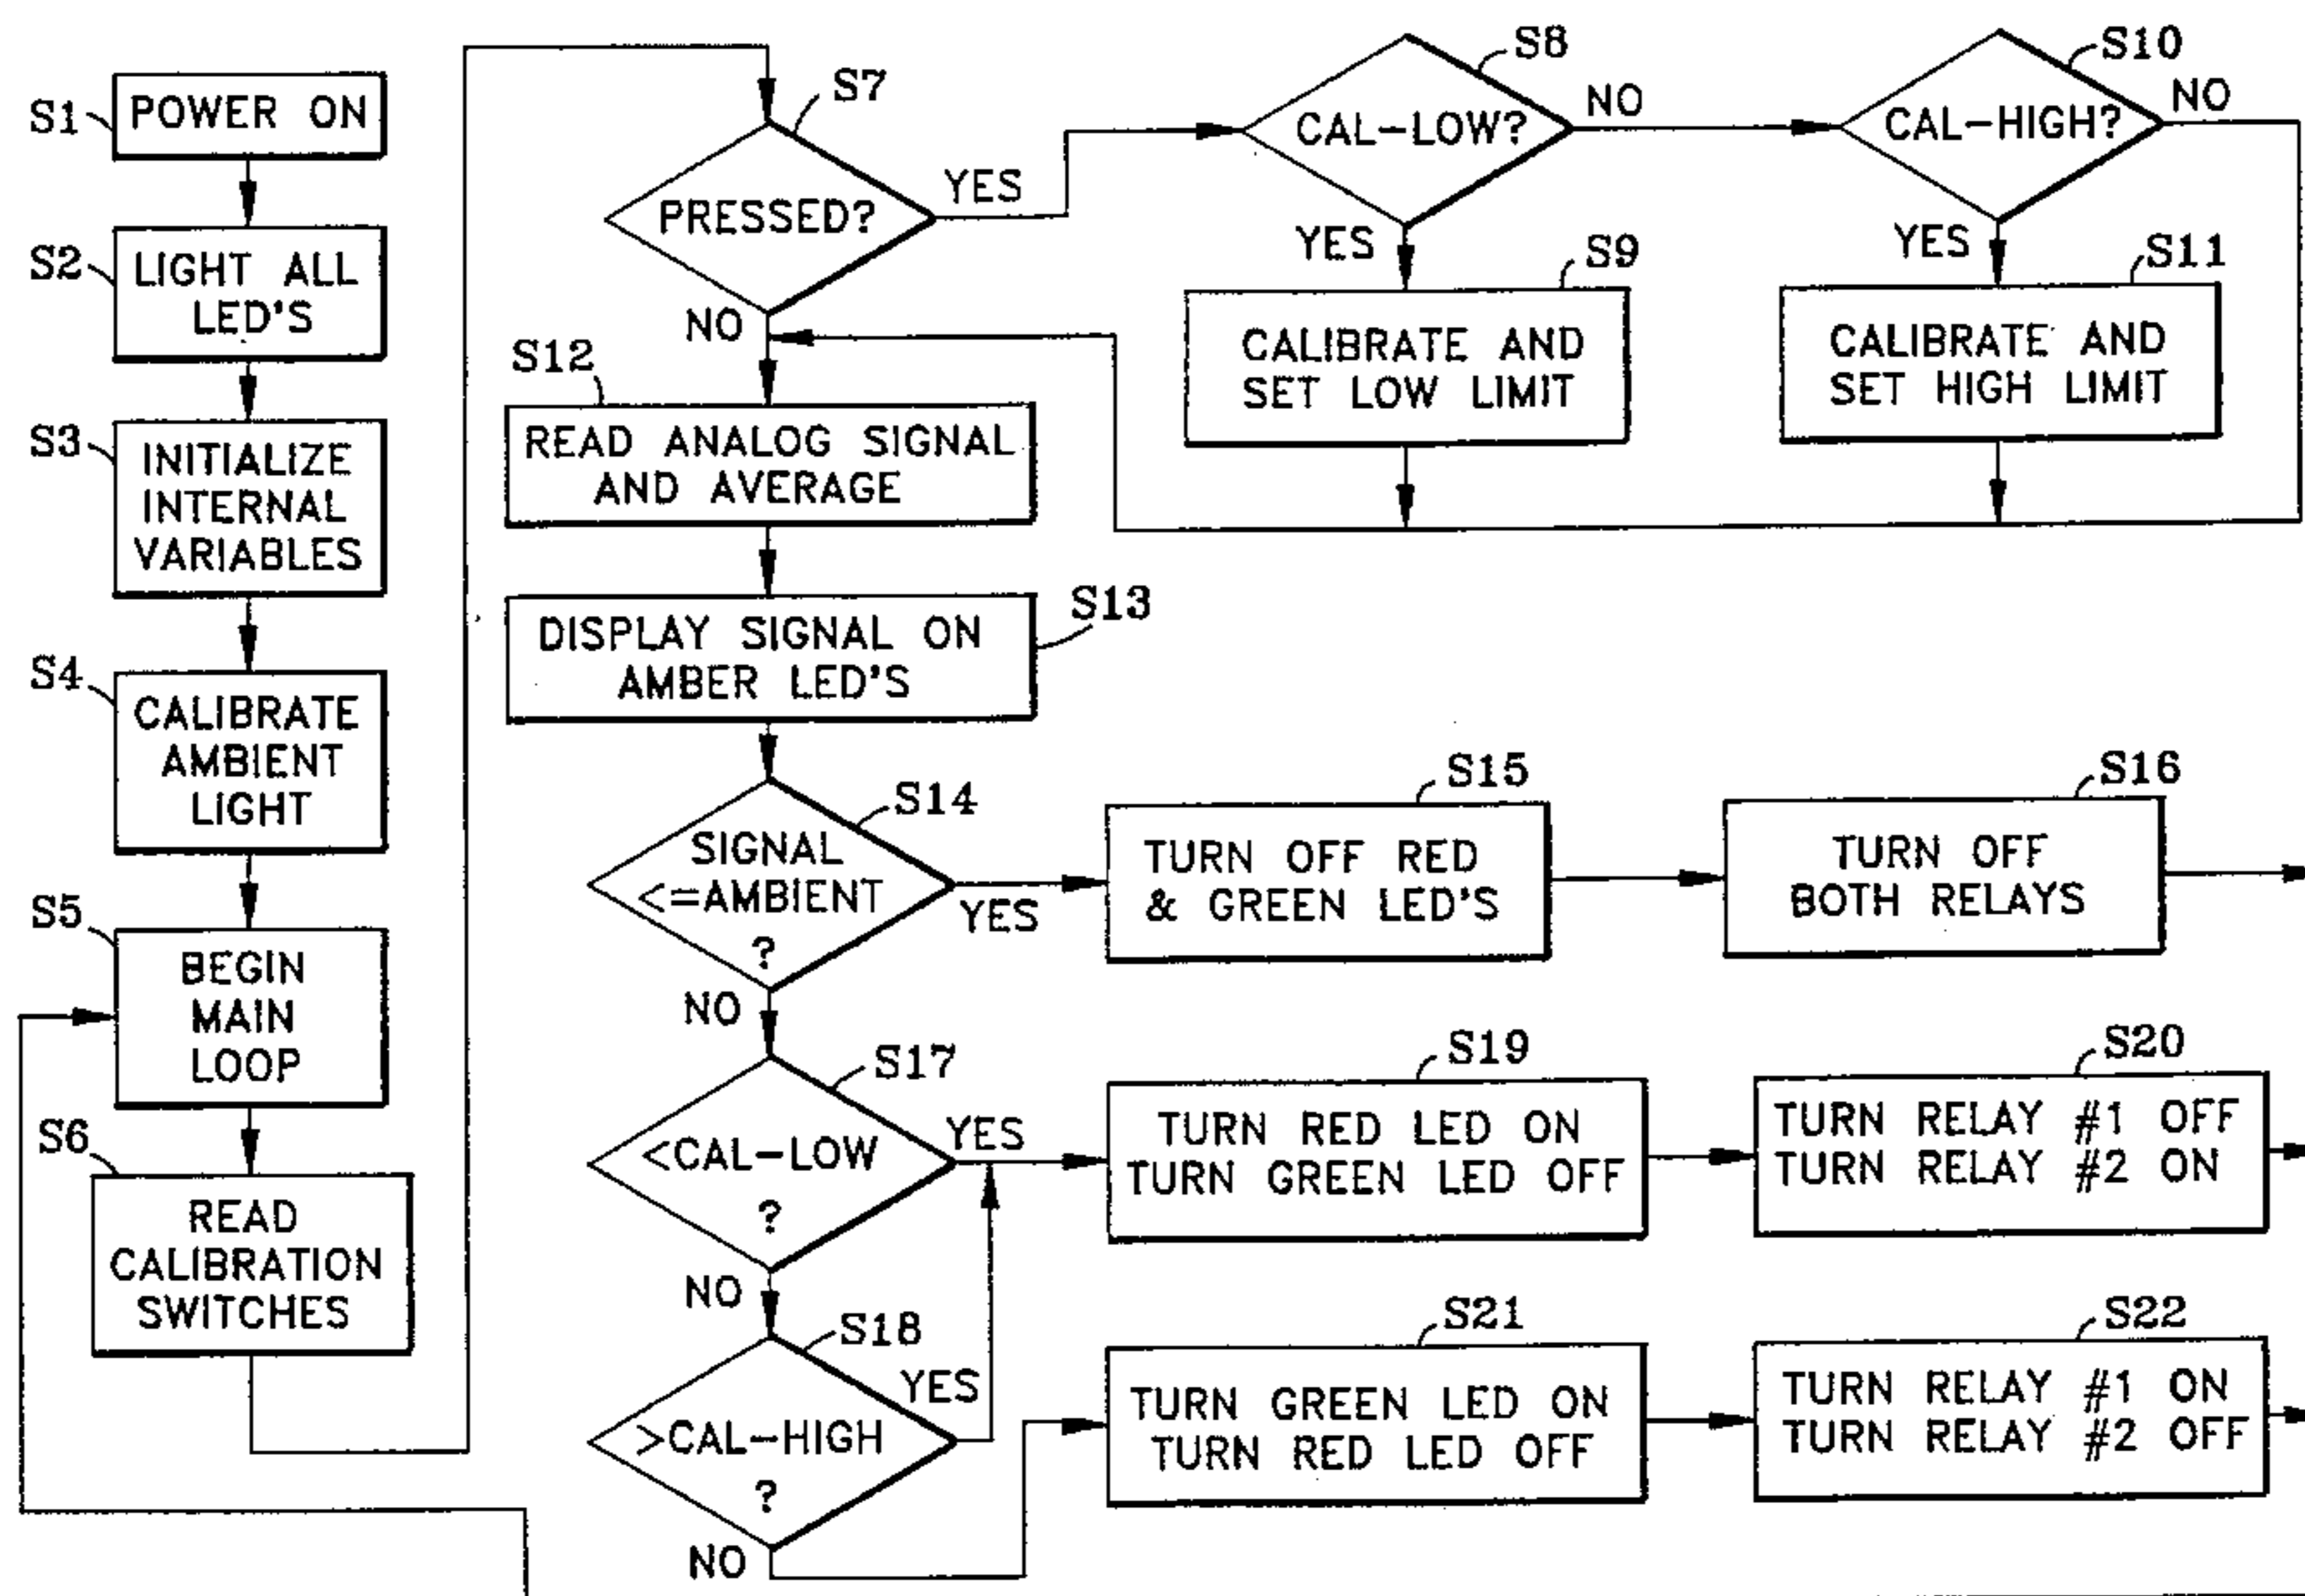 S1
POWER ON
S2
LIGHT ALL
LED'S
S3
INITIALIZE
INTERNAL
VARIABLES
S4
CALIBRATE
AMBIENT
LIGHT
S5
BEGIN
MAIN
LOOP
S6
READ
CALIBRATION
SWITCHES
S7
PRESSED?
YES
NO
S8
CAL-LOW?
NO
YES
S9
CALIBRATE AND
SET LOW LIMIT
S10
CAL-HIGH?
NO
YES
S11
CALIBRATE AND
SET HIGH LIMIT
S12
READ ANALOG SIGNAL
AND AVERAGE
S13
DISPLAY SIGNAL ON
AMBER LED'S
S14
SIGNAL
<=AMBIENT
?
YES
NO
S15
TURN OFF RED
& GREEN LED'S
S16
TURN OFF
BOTH RELAYS
S17
<CAL-LOW
?
YES
NO
S18
>CAL-HIGH
?
YES
NO
S19
TURN RED LED ON
TURN GREEN LED OFF
S20
TURN RELAY #1 OFF
TURN RELAY #2 ON
S21
TURN GREEN LED ON
TURN RED LED OFF
S22
TURN RELAY #1 ON
TURN RELAY #2 OFF